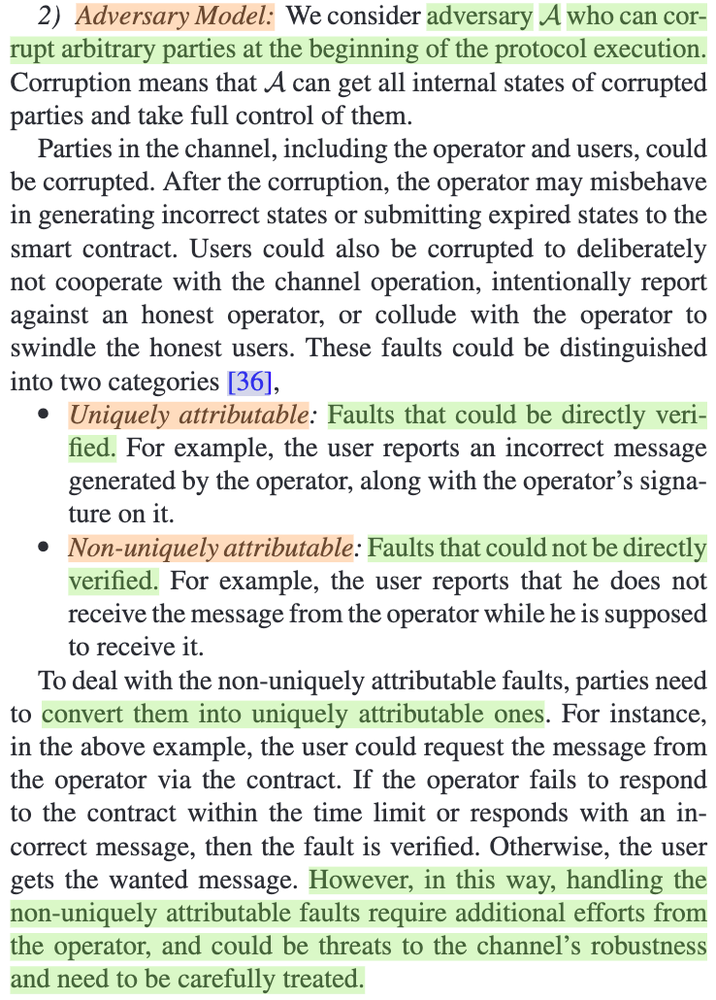 2) Adversary Model: We consider adversary 𝒜 who can cor-
rupt arbitrary parties at the beginning of the protocol execution.
Corruption means that 𝒜 can get all internal states of corrupted
parties and take full control of them.
Parties in the channel, including the operator and users, could
be corrupted. After the corruption, the operator may misbehave
in generating incorrect states or submitting expired states to the
smart contract. Users could also be corrupted to deliberately
not cooperate with the channel operation, intentionally report
against an honest operator, or collude with the operator to
swindle the honest users. These faults could be distinguished
into two categories [36],
• Uniquely attributable: Faults that could be directly veri-
fied. For example, the user reports an incorrect message
generated by the operator, along with the operator's signa-
ture on it.
• Non-uniquely attributable: Faults that could not be directly
verified. For example, the user reports that he does not
receive the message from the operator while he is supposed
to receive it.
To deal with the non-uniquely attributable faults, parties need
to convert them into uniquely attributable ones. For instance,
in the above example, the user could request the message from
the operator via the contract. If the operator fails to respond
to the contract within the time limit or responds with an in-
correct message, then the fault is verified. Otherwise, the user
gets the wanted message. However, in this way, handling the
non-uniquely attributable faults require additional efforts from
the operator, and could be threats to the channel's robustness
and need to be carefully treated.